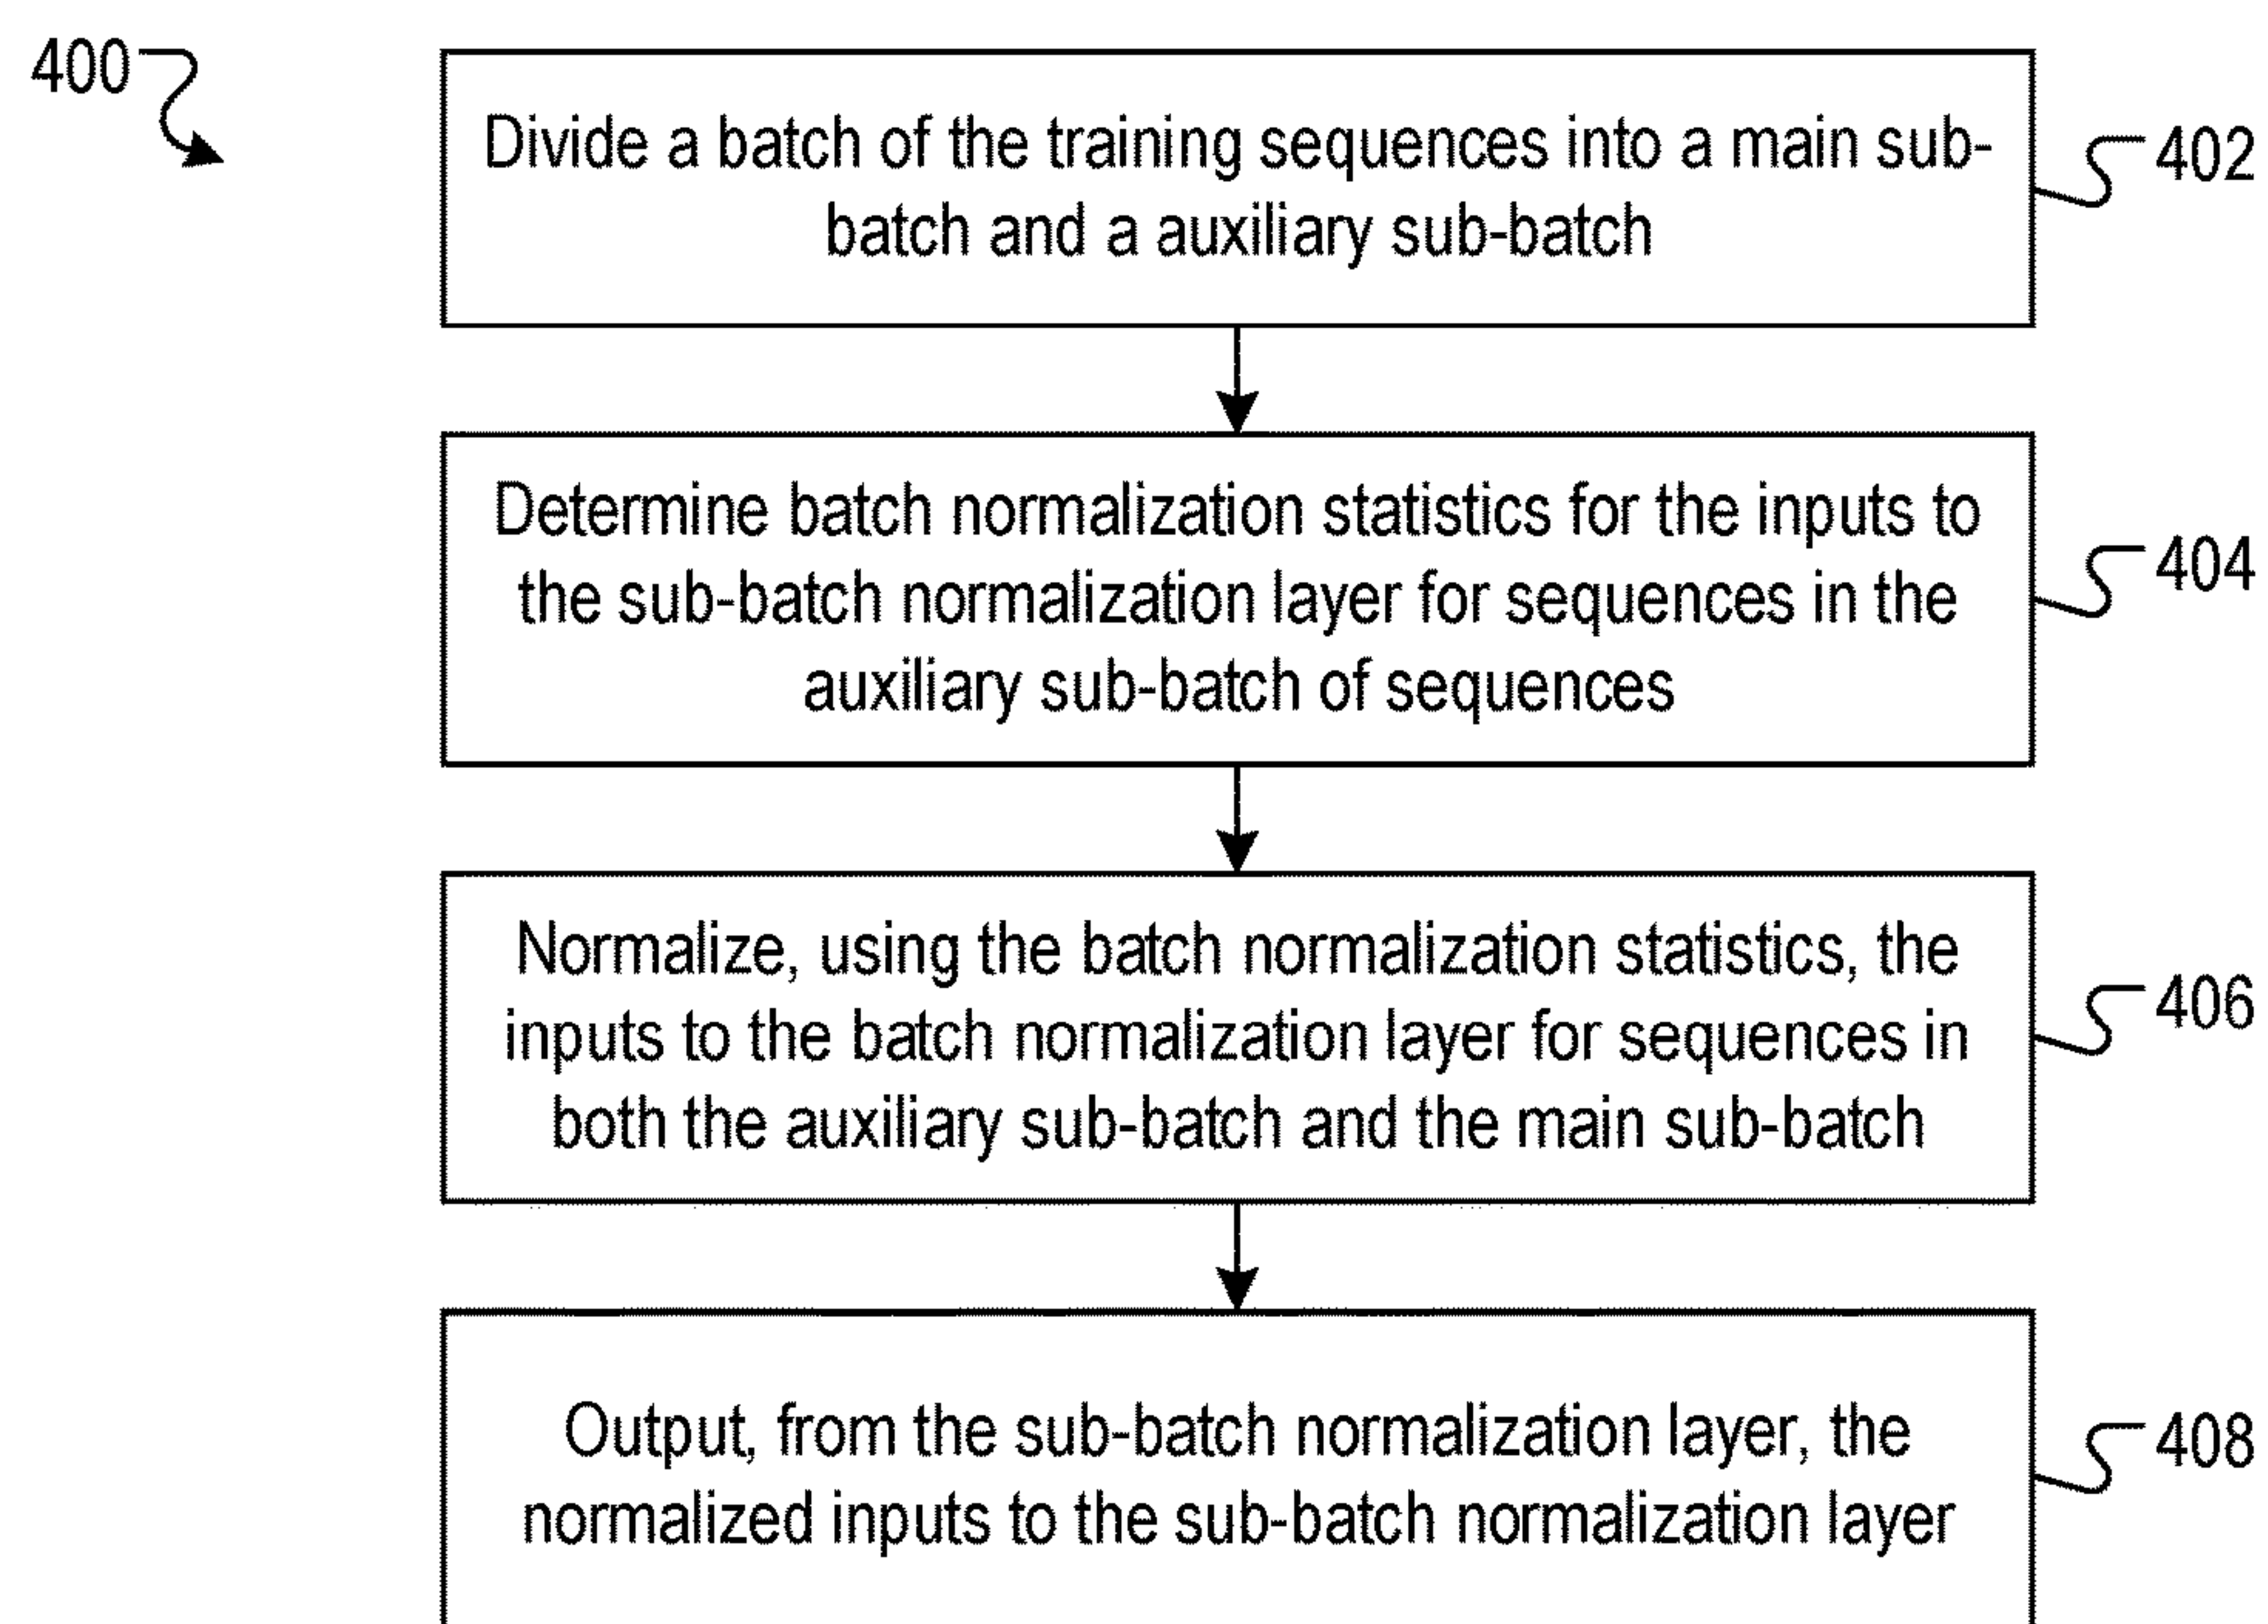 400
Divide a batch of the training sequences into a main sub-
batch and a auxiliary sub-batch
402
Determine batch normalization statistics for the inputs to
the sub-batch normalization layer for sequences in the
auxiliary sub-batch of sequences
404
Normalize, using the batch normalization statistics, the
inputs to the batch normalization layer for sequences in
both the auxiliary sub-batch and the main sub-batch
406
Output, from the sub-batch normalization layer, the
normalized inputs to the sub-batch normalization layer
408